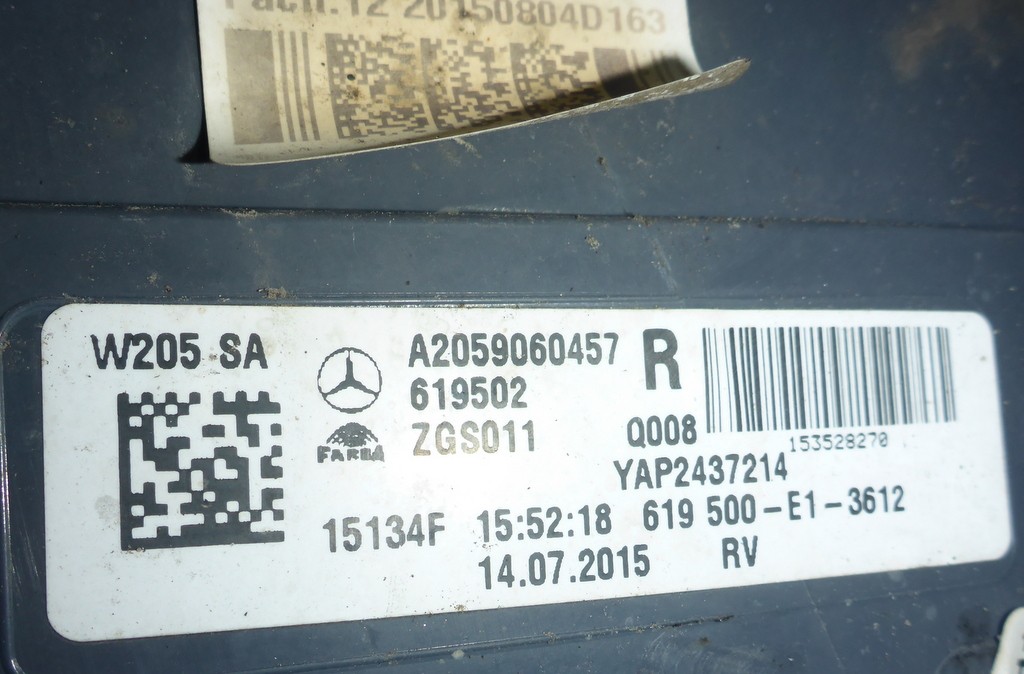 Fach:12 20150804D163
W205 SA
A2059060457 R
619502
FARBA ZGS011 Q008
153528270
YAP2437214
15134F 15:52:18 619 500-E1-3612
14.07.2015 RV